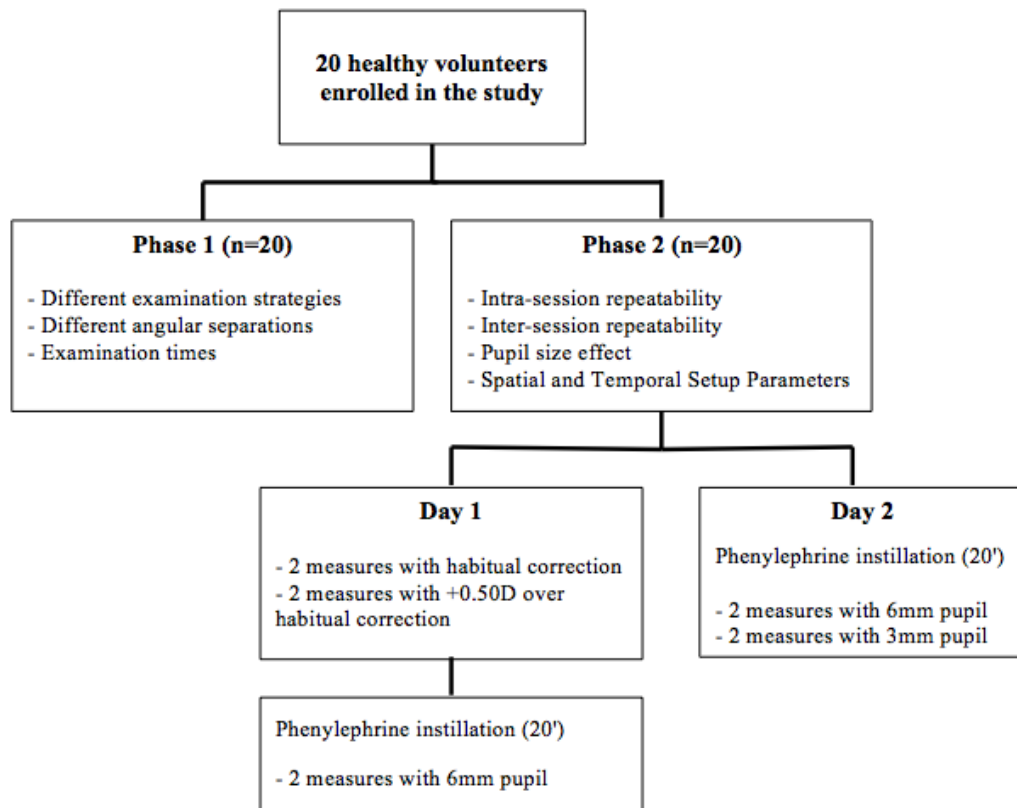 20 healthy volunteers
enrolled in the study
Phase 1 (n=20)
- Different examination strategies
- Different angular separations
- Examination times
Phase 2 (n=20)
- Intra-session repeatability
- Inter-session repeatability
- Pupil size effect
- Spatial and Temporal Setup Parameters
Day 1
- 2 measures with habitual correction
- 2 measures with +0.50D over
habitual correction
Phenylephrine instillation (20')
- 2 measures with 6mm pupil
Day 2
Phenylephrine instillation (20')
- 2 measures with 6mm pupil
- 2 measures with 3mm pupil